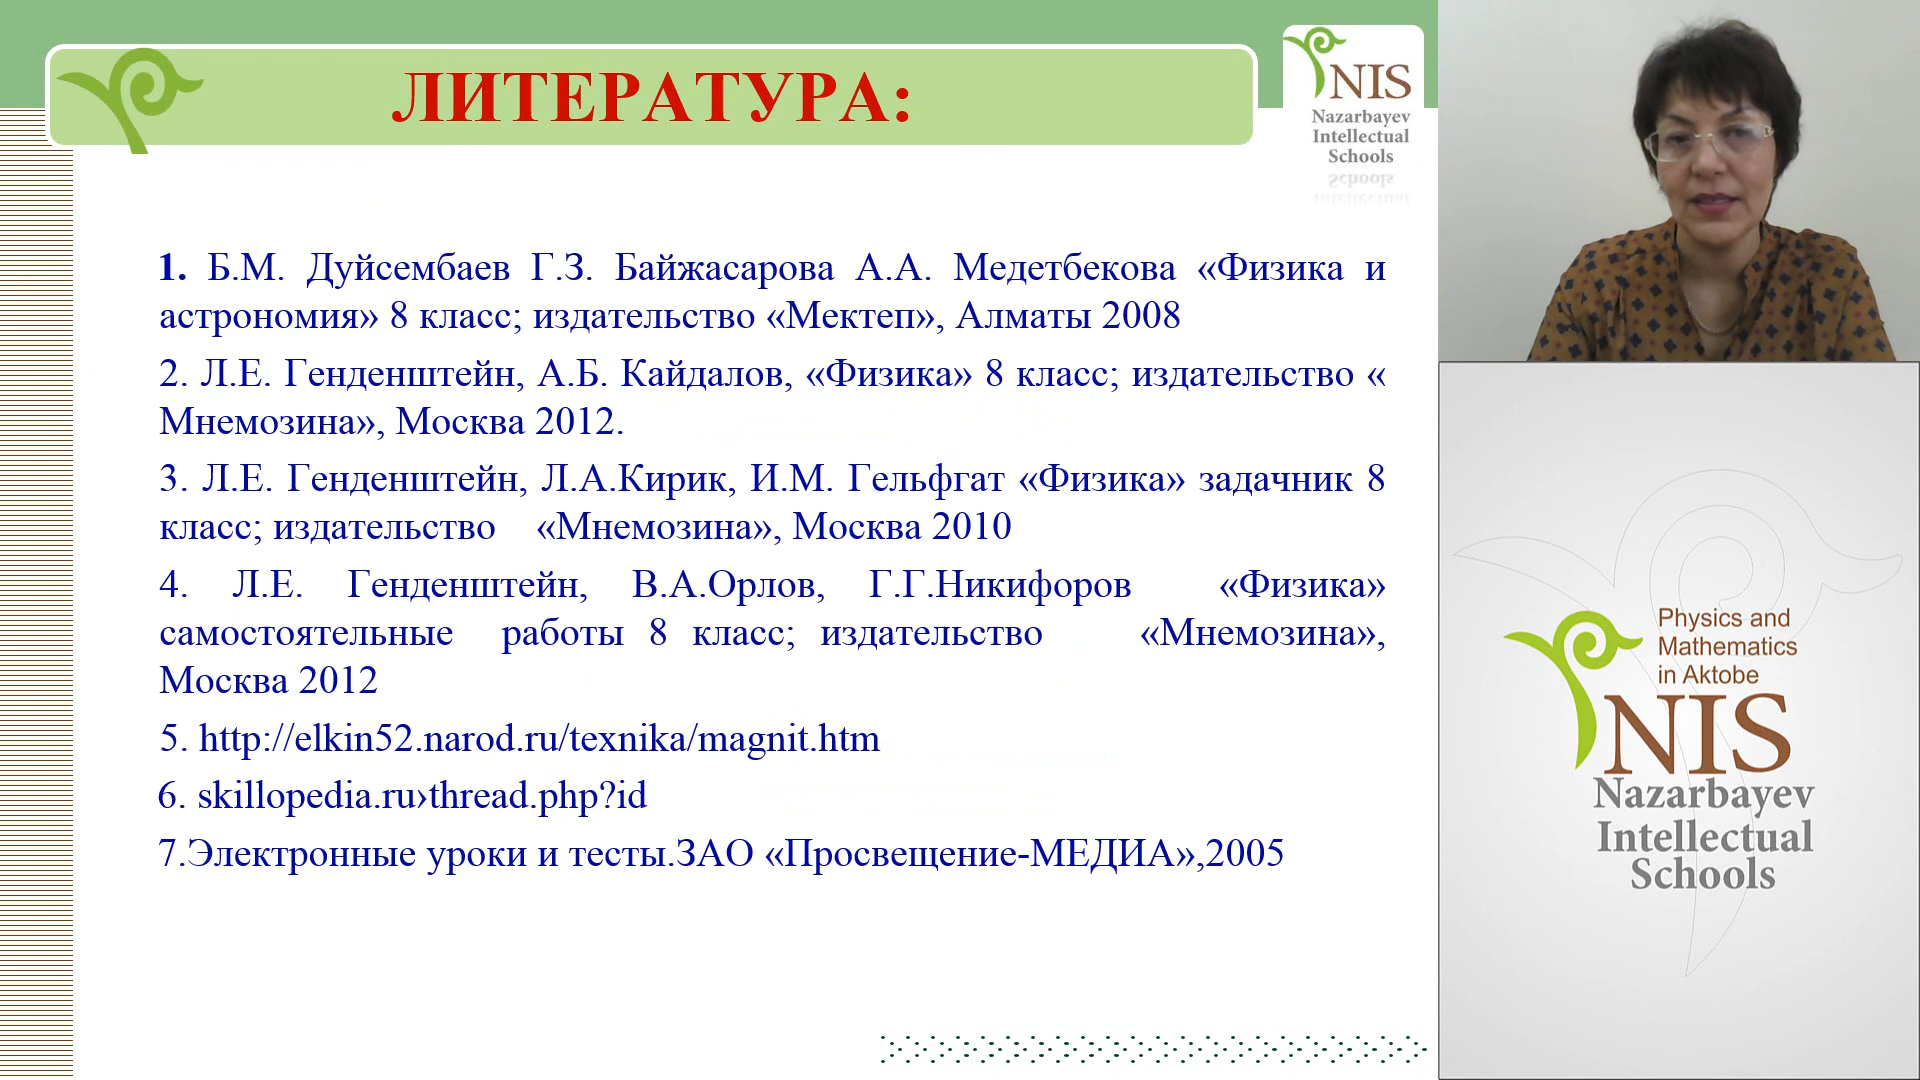 ЛИТЕРАТУРА:
NIS
Nazarbayev
Intellectual
Schools
1. Б.М. Дуйсембаев Г.З. Байжасарова А.А. Медетбекова «Физика и
астрономия» 8 класс; издательство «Мектеп», Алматы 2008
2. Л.Е. Генденштейн, А.Б. Кайдалов, «Физика» 8 класс; издательство «
Мнемозина», Москва 2012.
3. Л.Е. Генденштейн, Л.А.Кирик, И.М. Гельфгат «Физика» задачник 8
класс; издательство «Мнемозина», Москва 2010
4. Л.Е. Генденштейн, В.А.Орлов, Г.Г.Никифоров «Физика»
самостоятельные работы 8 класс; издательство «Мнемозина»,
Москва 2012
5. http://elkin52.narod.ru/texnika/magnit.htm
6. skillopedia.ru›thread.php?id
7.Электронные уроки и тесты.ЗАО «Просвещение-МЕДИА»,2005
Physics and
Mathematics
in Aktobe
NIS
Nazarbayev
Intellectual
Schools